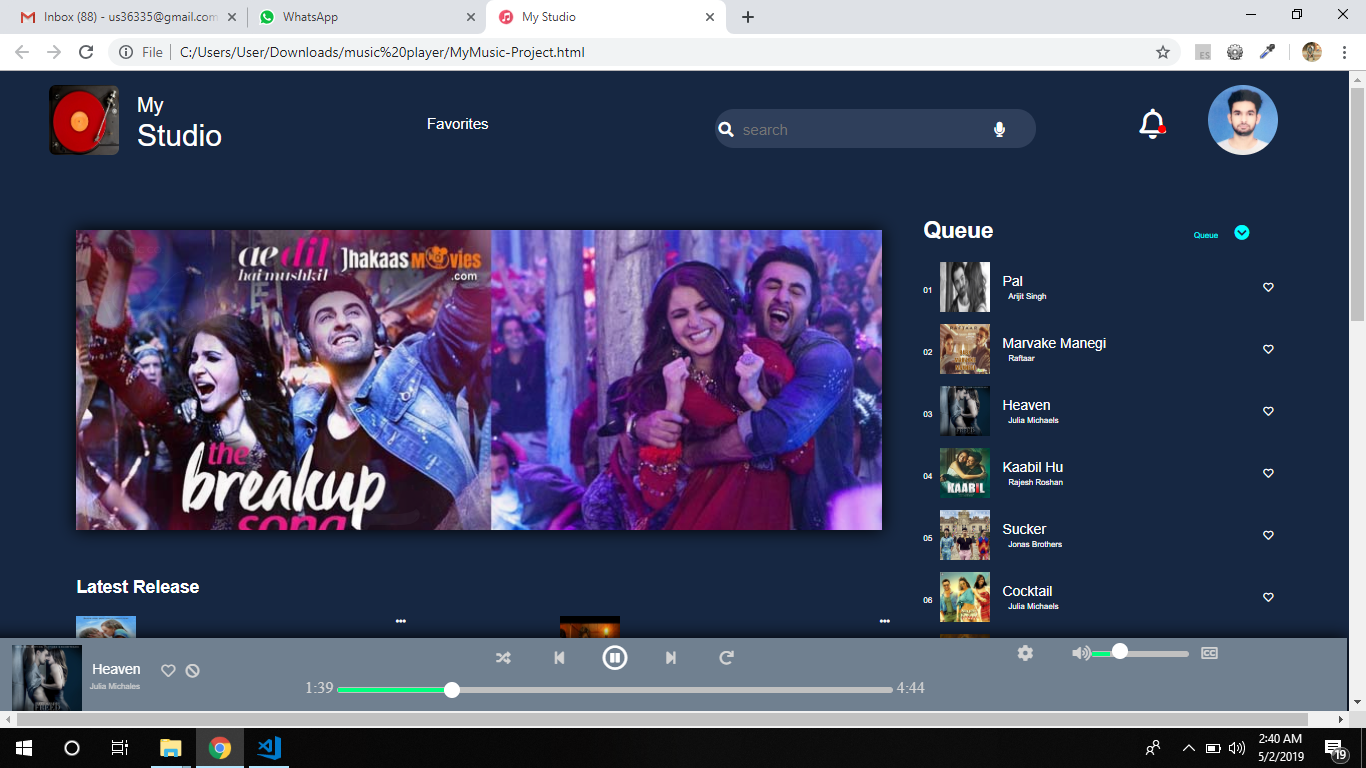 Inbox (88) - us36335@gmail.com
WhatsApp
My Studio
File
C:/Users/User/Downloads/music%20player/MyMusic-Project.html
ES
My
Studio
Favorites
search
ae dil
hai mushkil
Jhakaas Movies
.com
the
breakup
song
Queue
Queue
01
Pal
Arijit Singh
02
Marvake Manegi
Raftaar
03
Heaven
Julia Michaels
04
KAABIL
Kaabil Hu
Rajesh Roshan
05
Sucker
Jonas Brothers
06
Cocktail
Julia Michaels
Latest Release
Heaven
Julia Michales
1:39
4:44
CC
2:40 AM
5/2/2019
19